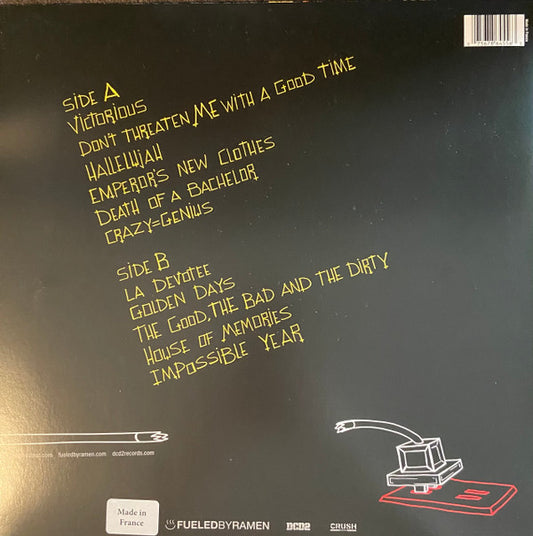 SIDE A
VICTORIOUS
DON'T THREATEN ME WITH A GOOD TIME
HALLELUJAH
EMPEROR'S NEW CLOTHES
DEATH OF A BACHELOR
CRAZY=GENIUS
SIDE B
LA DEVOTEE
GOLDEN DAYS
THE GOOD, THE BAD AND THE DIRTY
HOUSE OF MEMORIES
IMPOSSIBLE YEAR
fueledbyramen.com dcd2records.com
Made in
France
FUELEDBYRAMEN DCD2 CRUSH